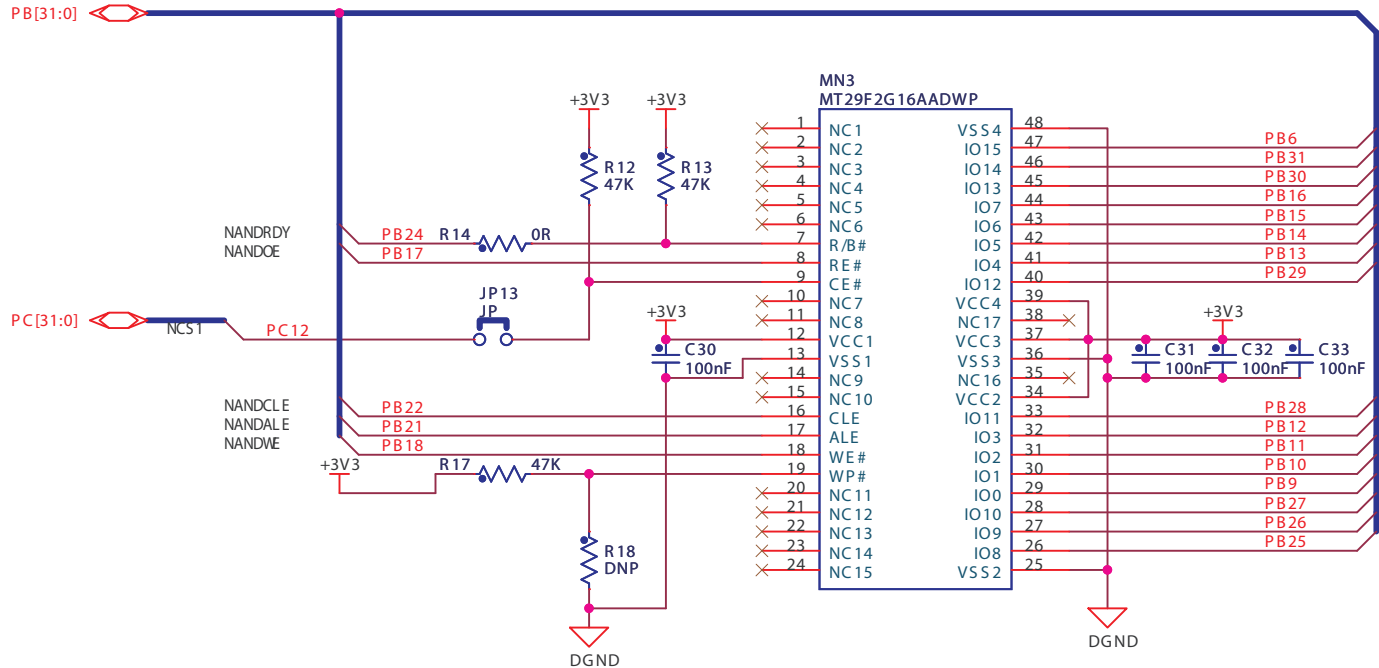 PB[31:0]
MN3
MT29F2G16AADWP
+3V3
+3V3
R12
47K
R13
47K
NANDRDY
NANDOE
PB24
R14
0R
PB17
PC[31:0]
NCS1
PC12
JP13
JP
+3V3
C30
100nF
NANDCLE
NANDALE
NANDWE
PB22
PB21
PB18
+3V3
R17
47K
R18
DNP
DGND
1 NC1
2 NC2
3 NC3
4 NC4
5 NC5
6 NC6
7 R/B#
8 RE#
9 CE#
10 NC7
11 NC8
12 VCC1
13 VSS1
14 NC9
15 NC10
16 CLE
17 ALE
18 WE#
19 WP#
20 NC11
21 NC12
22 NC13
23 NC14
24 NC15
VSS4 48
IO15 47 PB6
IO14 46 PB31
IO13 45 PB30
IO7 44 PB16
IO6 43 PB15
IO5 42 PB14
IO4 41 PB13
IO12 40 PB29
VCC4 39
NC17 38
VCC3 37
VSS3 36
NC16 35
VCC2 34
IO11 33 PB28
IO3 32 PB12
IO2 31 PB11
IO1 30 PB10
IO0 29 PB9
IO10 28 PB27
IO9 27 PB26
IO8 26 PB25
VSS2 25
+3V3
C31
100nF
C32
100nF
C33
100nF
DGND